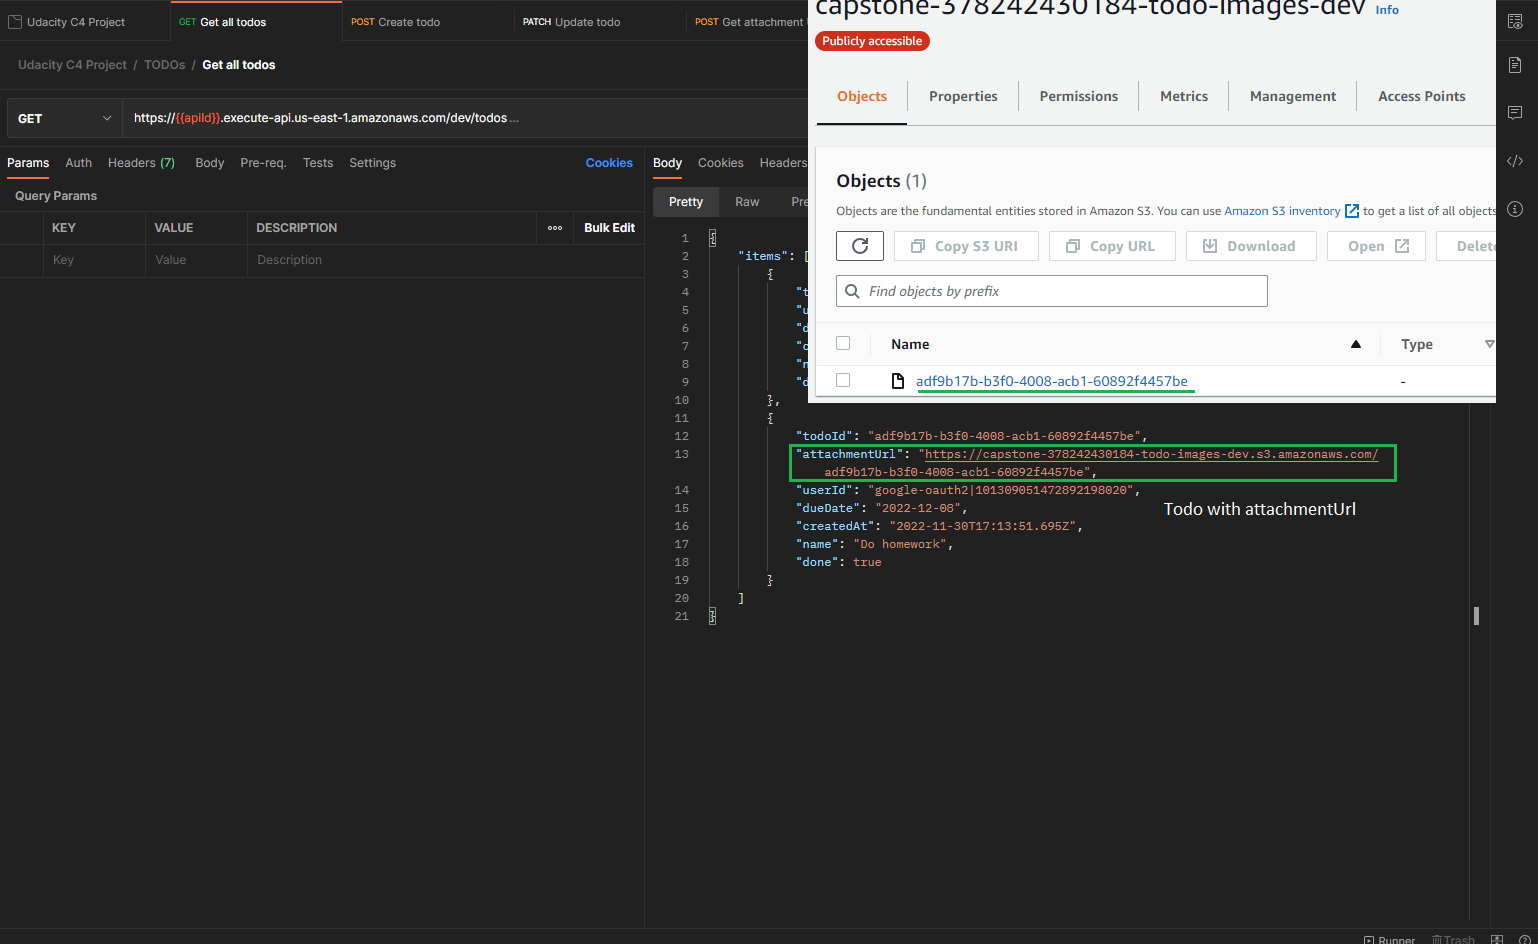 Udacity C4 Project
GET Get all todos
POST Create todo
PATCH Update todo
POST Get attachment
Udacity C4 Project / TODOs / Get all todos
GET
https://{{apiId}}.execute-api.us-east-1.amazonaws.com/dev/todos...
Params Auth Headers (7) Body Pre-req. Tests Settings Cookies
Query Params
KEY VALUE DESCRIPTION Bulk Edit
Key Value Description
Body Cookies Headers
Pretty Raw Pre
capstone-378242430184-todo-images-dev Info
Publicly accessible
Objects Properties Permissions Metrics Management Access Points
Objects (1)
Objects are the fundamental entities stored in Amazon S3. You can use Amazon S3 inventory to get a list of all objects
Copy S3 URI Copy URL Download Open Delete
Find objects by prefix
Name Type
adf9b17b-b3f0-4008-acb1-60892f4457be -
1 {
2 "items": [
3 {
4 "t
5 "u
6 "d
7 "c
8 "n
9 "d
10 },
11 {
12 "todoId": "adf9b17b-b3f0-4008-acb1-60892f4457be",
13 "attachmentUrl": "https://capstone-378242430184-todo-images-dev.s3.amazonaws.com/
adf9b17b-b3f0-4008-acb1-60892f4457be",
14 "userId": "google-oauth2|101309051472892198020",
15 "dueDate": "2022-12-08",
16 "createdAt": "2022-11-30T17:13:51.695Z",
17 "name": "Do homework",
18 "done": true
19 }
20 ]
21 }
Todo with attachmentUrl
Runner Trash